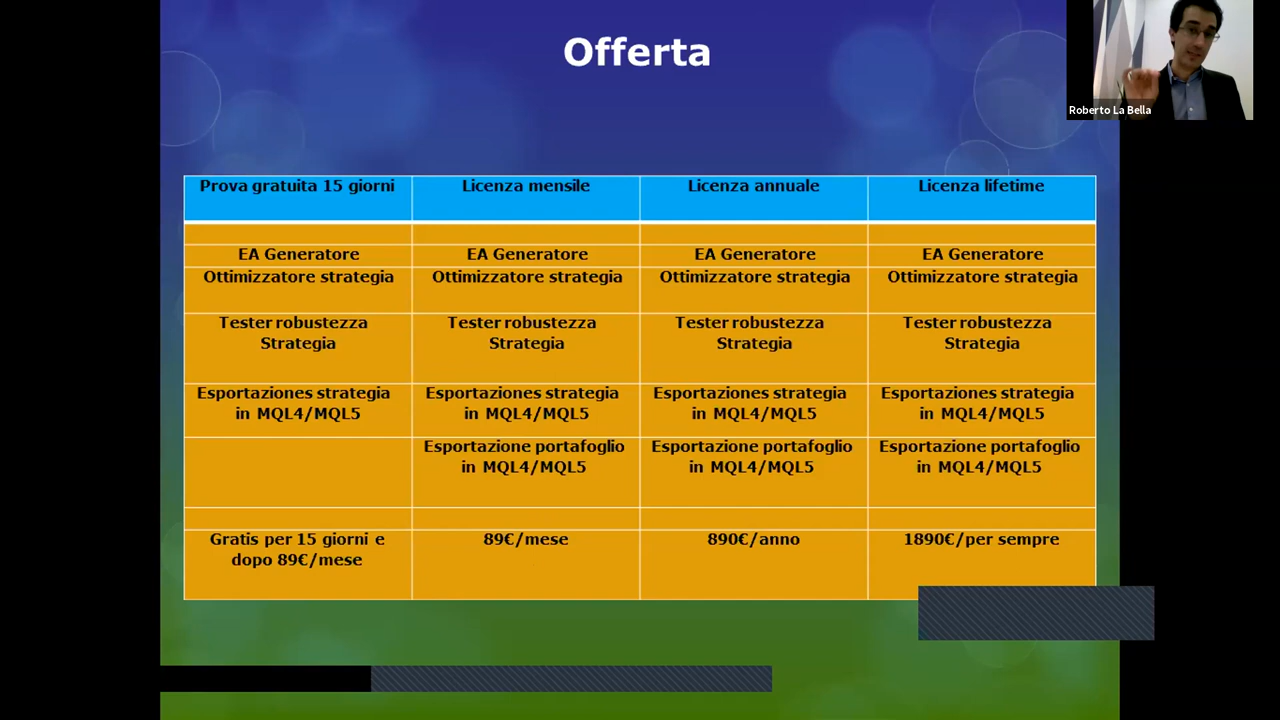 Offerta
Roberto La Bella
Prova gratuita 15 giorni
Licenza mensile
Licenza annuale
Licenza lifetime
EA Generatore
EA Generatore
EA Generatore
EA Generatore
Ottimizzatore strategia
Ottimizzatore strategia
Ottimizzatore strategia
Ottimizzatore strategia
Tester robustezza
Strategia
Tester robustezza
Strategia
Tester robustezza
Strategia
Tester robustezza
Strategia
Esportaziones strategia
in MQL4/MQL5
Esportaziones strategia
in MQL4/MQL5
Esportaziones strategia
in MQL4/MQL5
Esportaziones strategia
in MQL4/MQL5
Esportazione portafoglio
in MQL4/MQL5
Esportazione portafoglio
in MQL4/MQL5
Esportazione portafoglio
in MQL4/MQL5
Gratis per 15 giorni e
dopo 89€/mese
89€/mese
890€/anno
1890€/per sempre